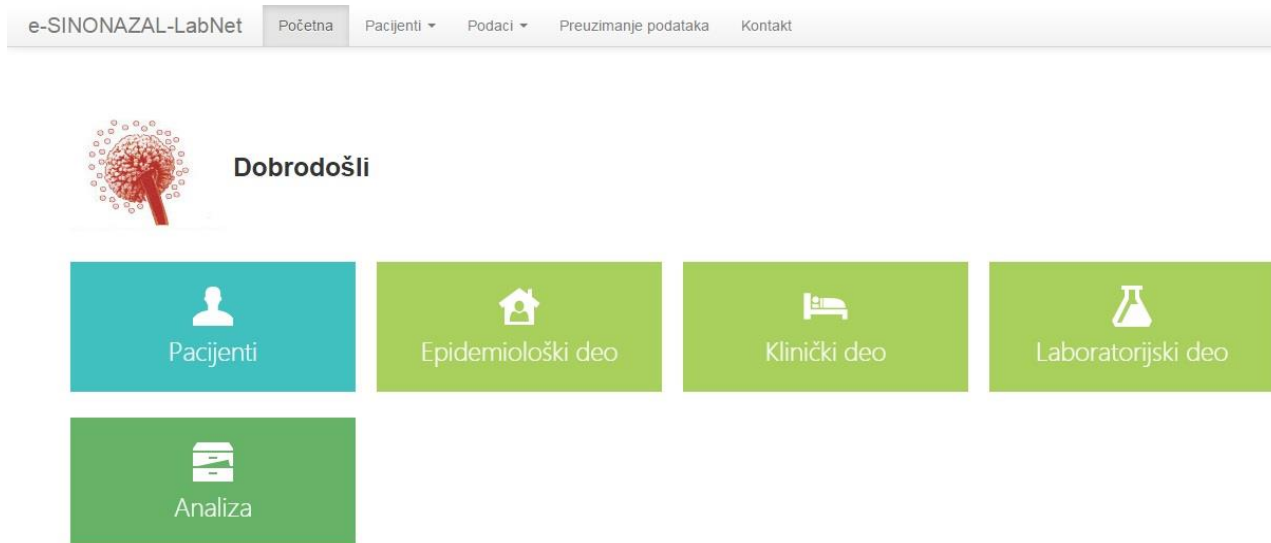 e-SINONAZAL-LabNet Početna Pacijenti Podaci Preuzimanje podataka Kontakt
Dobrodošli
Pacijenti Epidemiološki deo Klinički deo Laboratorijski deo
Analiza